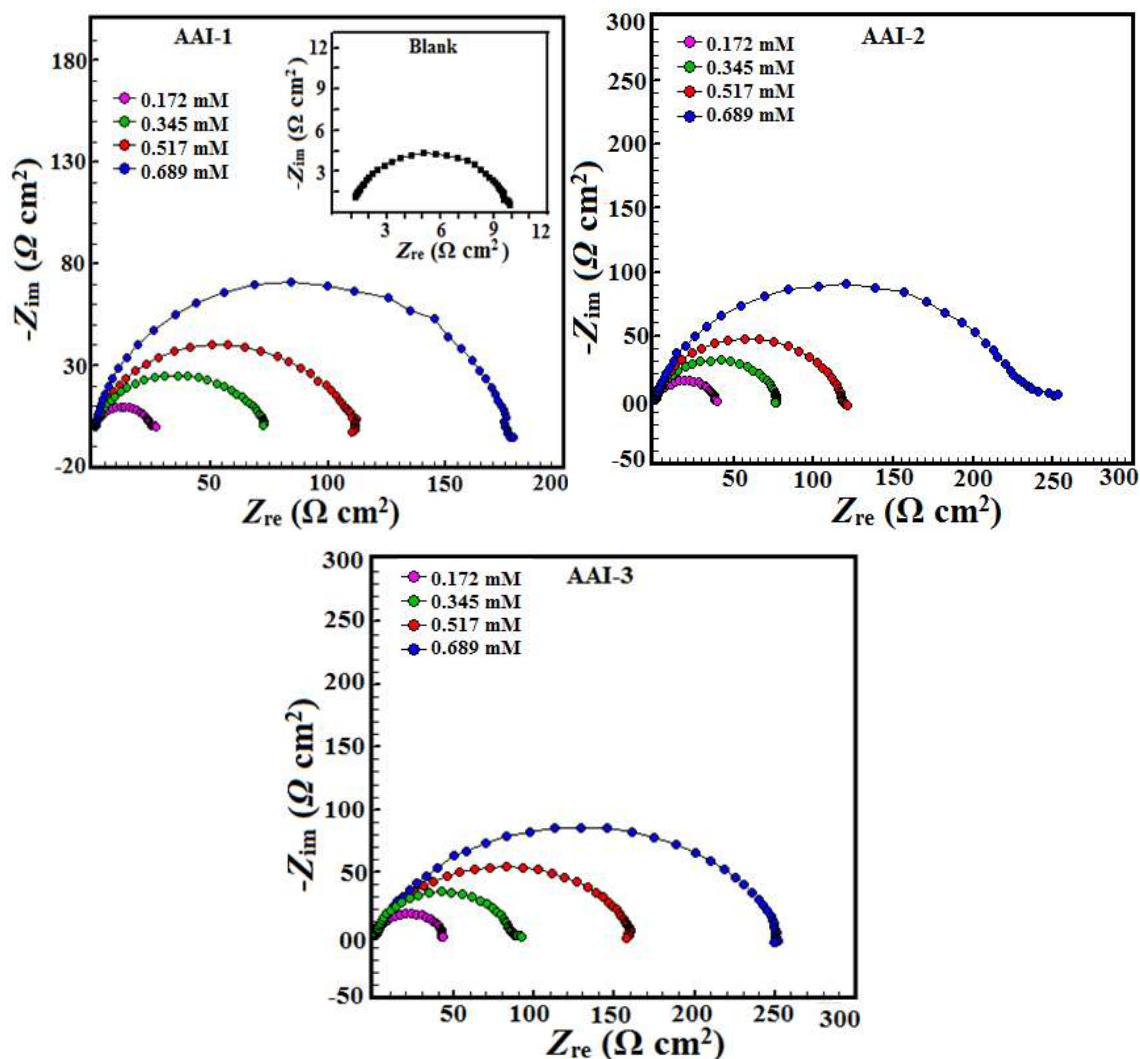 AAI-1
0.172 mM
0.345 mM
0.517 mM
0.689 mM
180
130
80
30
-20
50
100
150
200
-Zim (Ω cm²)
Zre (Ω cm²)
Blank
12
9
6
3
3
6
9
12
-Zim (Ω cm²)
Zre (Ω cm²)
AAI-2
0.172 mM
0.345 mM
0.517 mM
0.689 mM
300
250
200
150
100
50
00
-50
50
100
150
200
250
300
-Zim (Ω cm²)
Zre (Ω cm²)
AAI-3
0.172 mM
0.345 mM
0.517 mM
0.689 mM
300
250
200
150
100
50
00
-50
50
100
150
200
250
300
-Zim (Ω cm²)
Zre (Ω cm²)